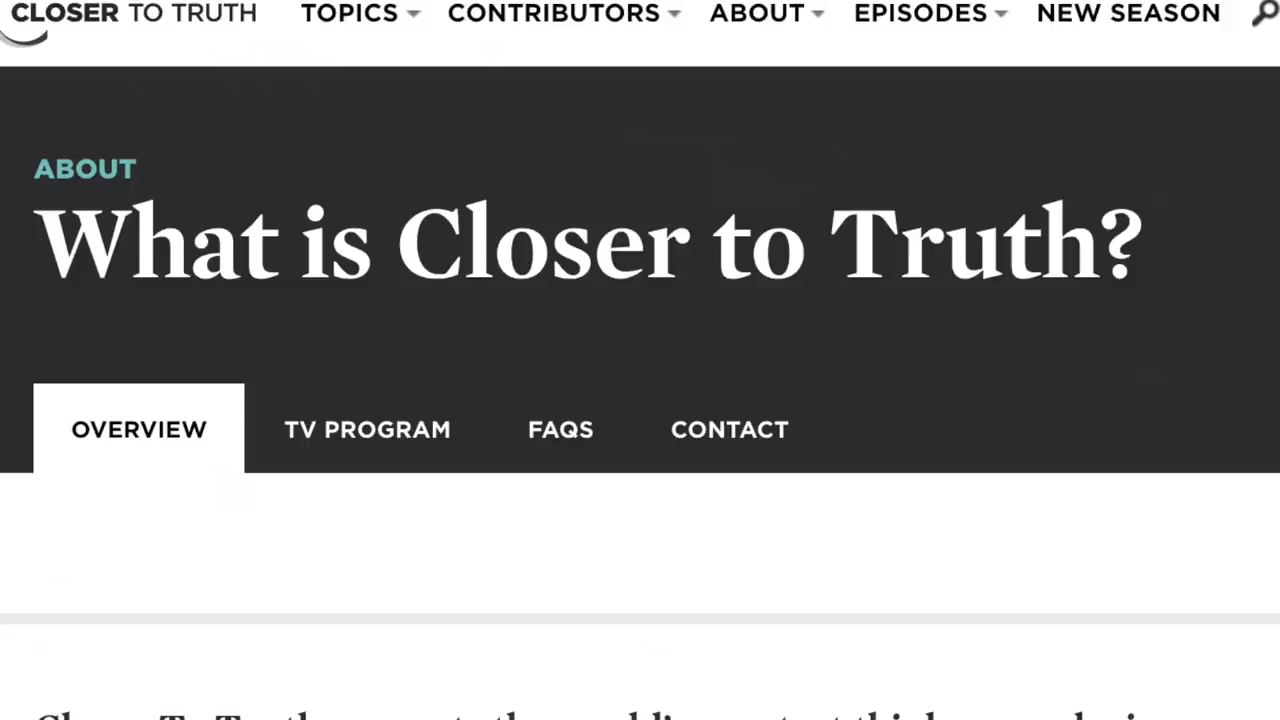 CLOSER TO TRUTH TOPICS CONTRIBUTORS ABOUT EPISODES NEW SEASON
ABOUT
What is Closer to Truth?
OVERVIEW TV PROGRAM FAQS CONTACT